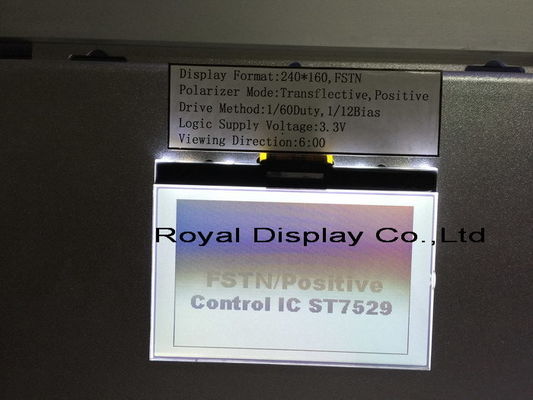 Display Format:240*160,FSTN
Polarizer Mode:Transflective,Positive
Drive Method:1/60Duty,1/12Bias
Logic Supply Voltage:3.3V
Viewing Direction:6:00
Royal Display Co.,Ltd
FSTN/Positive
Control IC ST7529